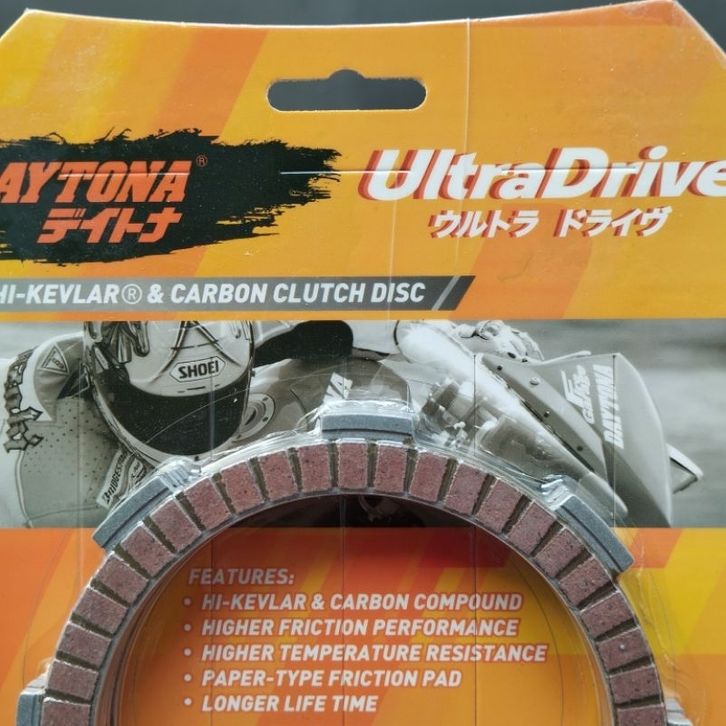 AYTONA®
デイトナ
UltraDrive
ウルトラ ドライヴ
HI-KEVLAR® & CARBON CLUTCH DISC
SHOEI
BRIDGESTONE
DAYTONA
FEATURES:
• HI-KEVLAR & CARBON COMPOUND
• HIGHER FRICTION PERFORMANCE
• HIGHER TEMPERATURE RESISTANCE
• PAPER-TYPE FRICTION PAD
• LONGER LIFE TIME